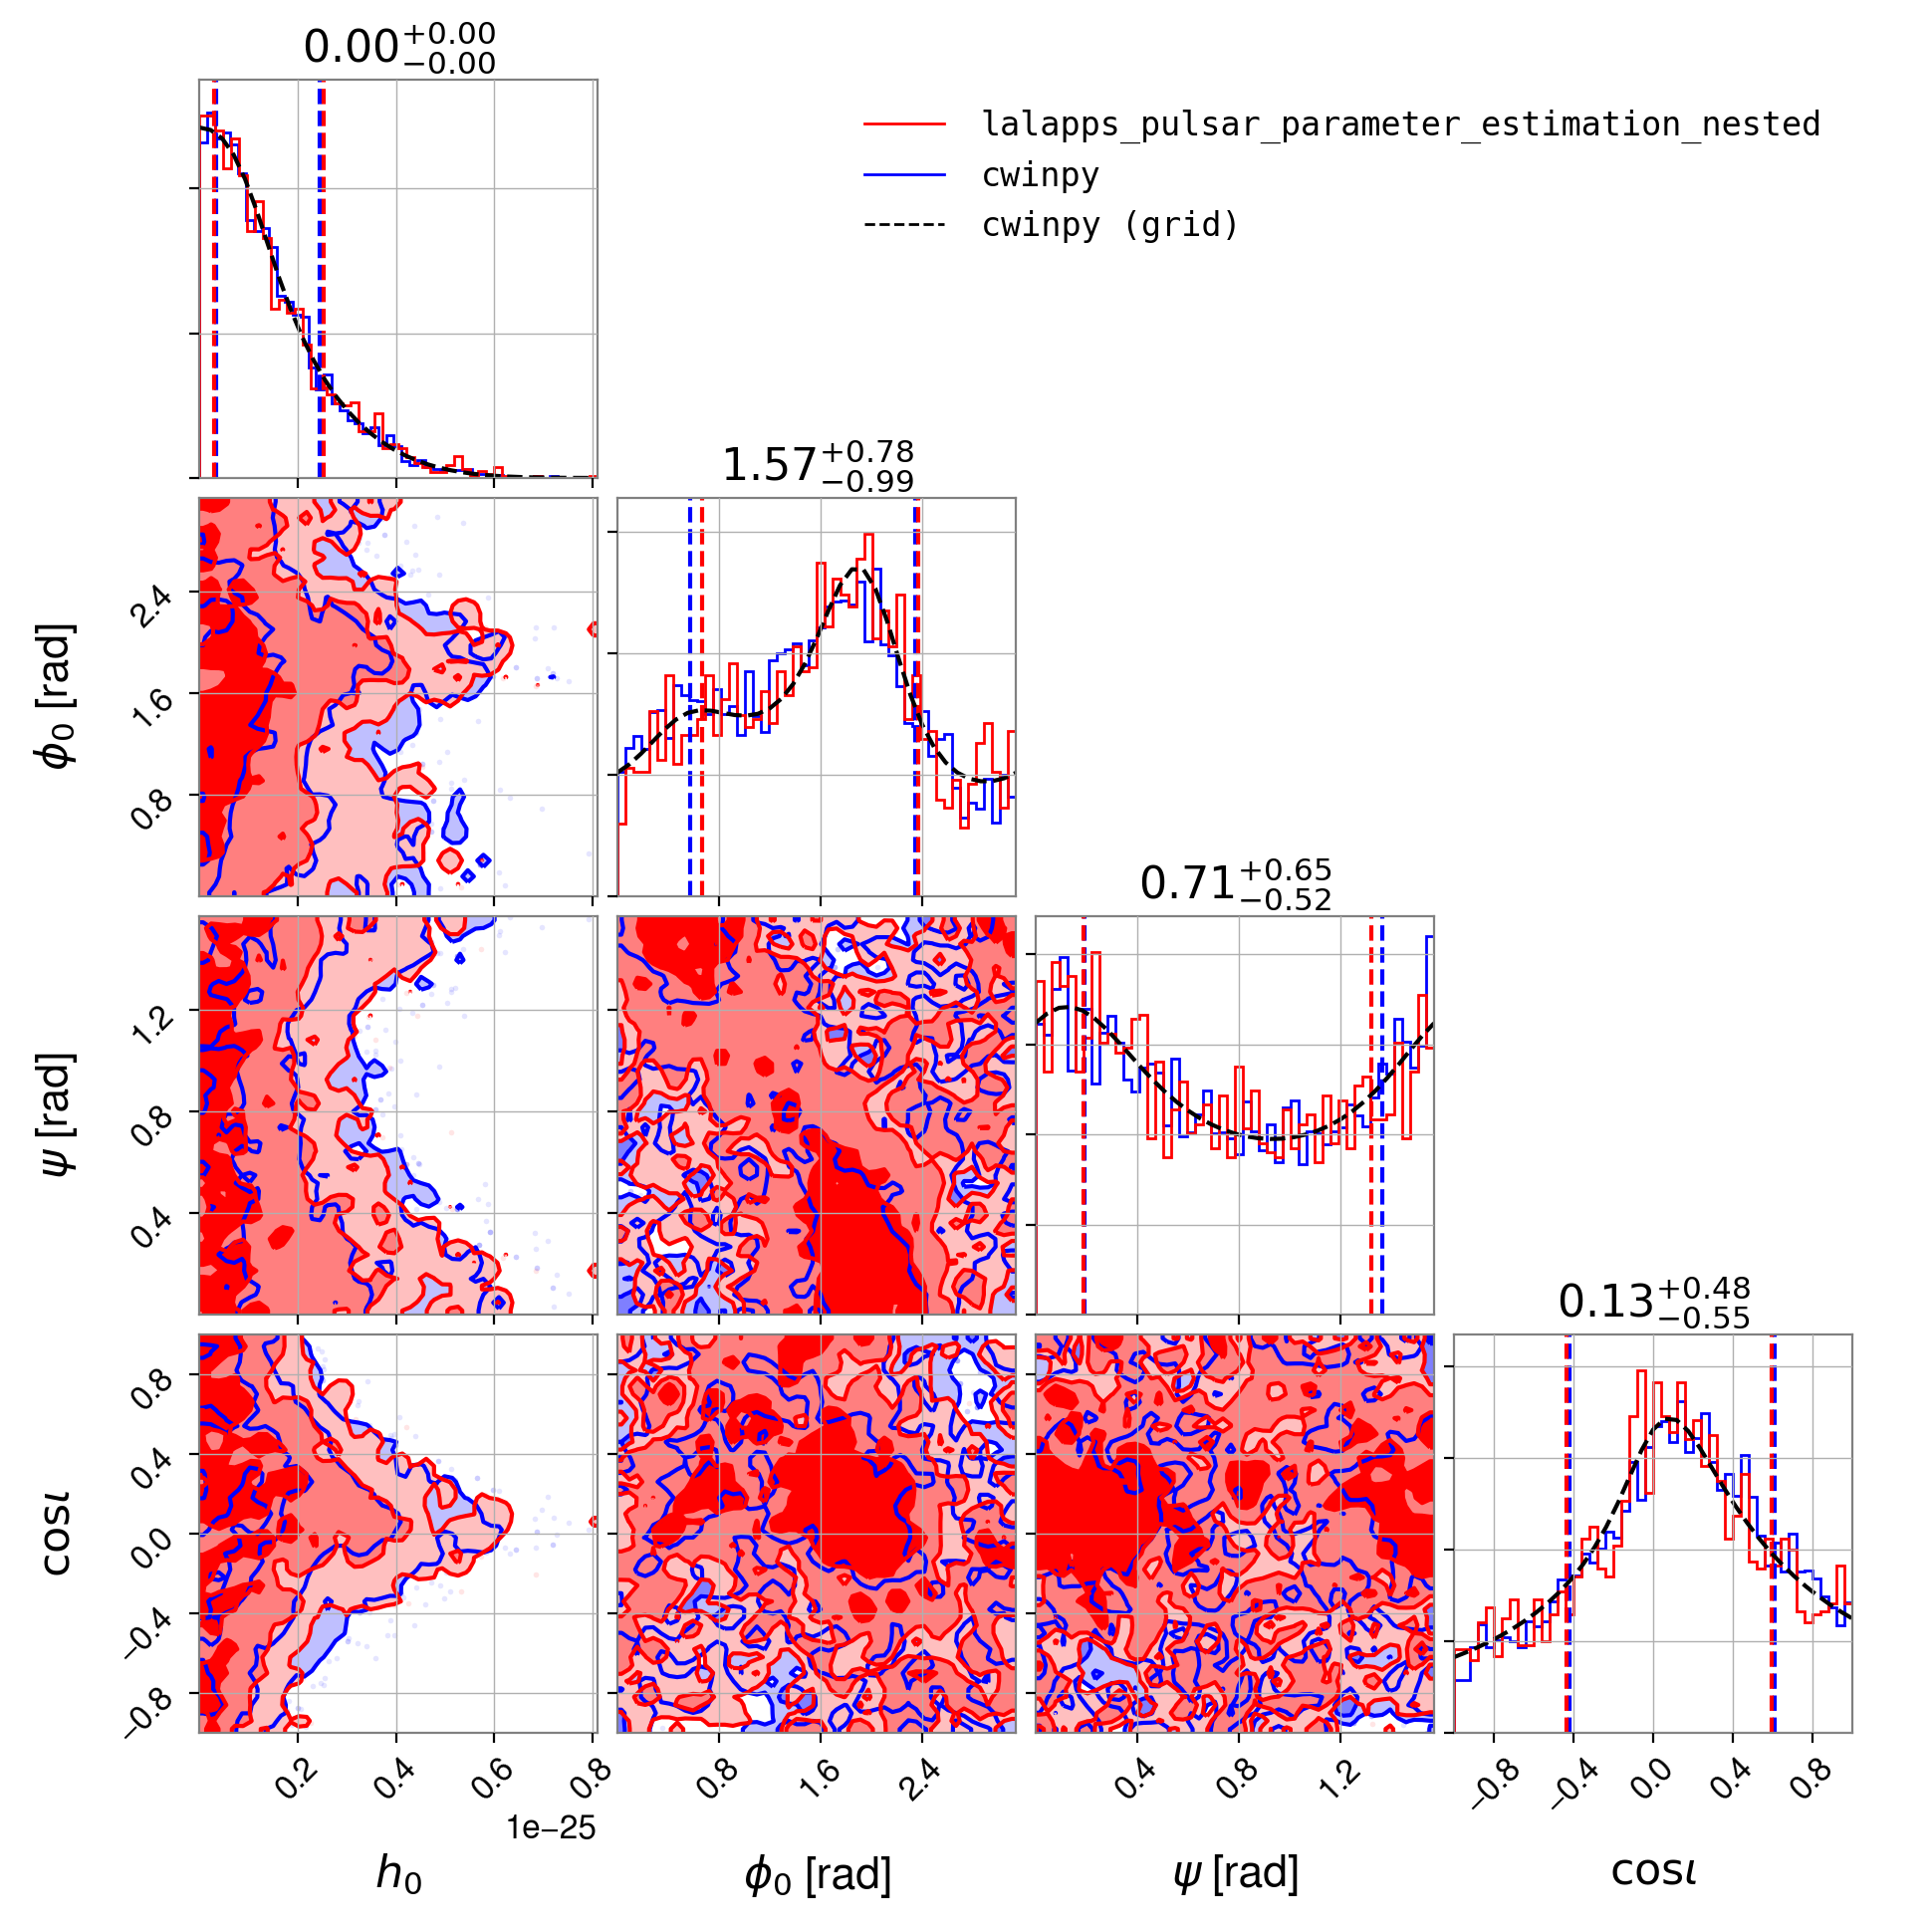 0.00+0.00−0.00
lalapps_pulsar_parameter_estimation_nested
cwinpy
cwinpy (grid)
1.57+0.78−0.99
2.4
1.6
0.8
ϕ0 [rad]
0.71+0.65−0.52
1.2
0.8
0.4
ψ [rad]
0.13+0.48−0.55
0.8
0.4
0.0
−0.4
−0.8
cosι
0.2 0.4 0.6 0.8
0.8 1.6 2.4
0.4 0.8 1.2
−0.8 −0.4 0.0 0.4 0.8
1e−25
h0 ϕ0 [rad] ψ [rad] cosι